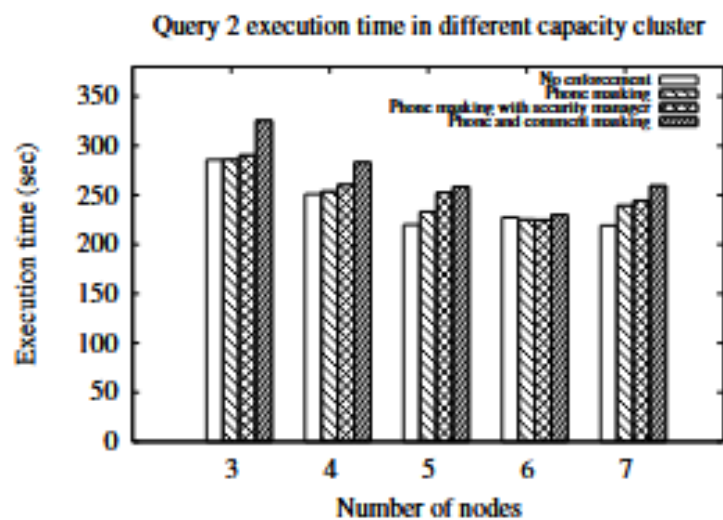 Query 2 execution time in different capacity cluster
No enforcement
Phone masking
Phone masking with security manager
Phone and comment masking
350
300
250
200
150
100
50
0
Execution time (sec)
3 4 5 6 7
Number of nodes